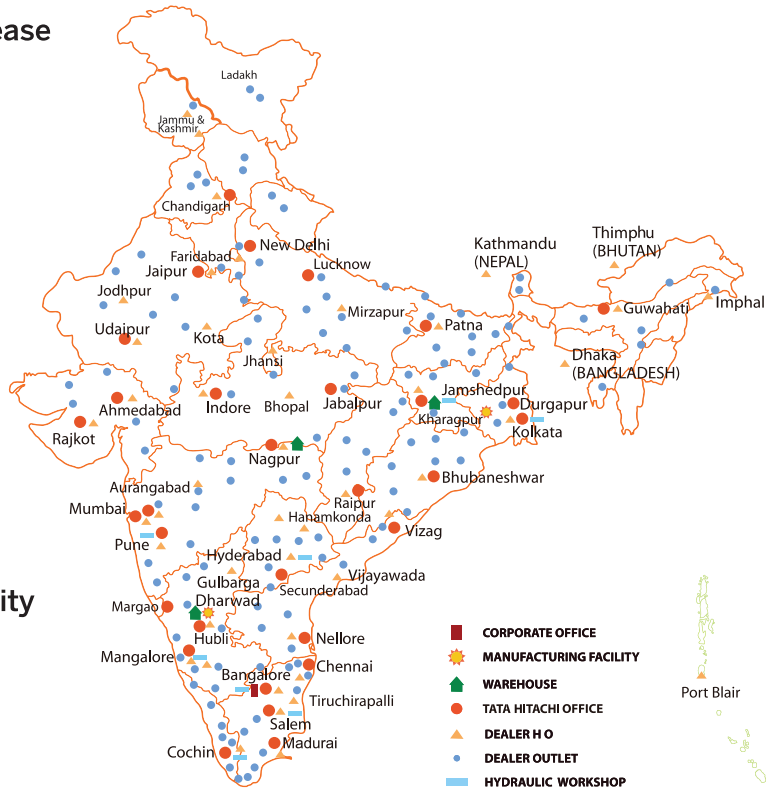 ease
Ladakh
Jammu &
Kashmir
Chandigarh
New Delhi
Faridabad
Jaipur
Lucknow
Kathmandu
(NEPAL)
Thimphu
(BHUTAN)
Jodhpur
Mirzapur
Guwahati
Imphal
Udaipur
Kota
Patna
Jhansi
Dhaka
(BANGLADESH)
Ahmedabad
Indore
Bhopal
Jabalpur
Jamshedpur
Durgapur
Kharagpur
Kolkata
Rajkot
Nagpur
Bhubaneshwar
Aurangabad
Raipur
Mumbai
Hanamkonda
Vizag
Pune
Hyderabad
Gulbarga
Vijayawada
Secunderabad
ity
Dharwad
Margao
Hubli
Nellore
Mangalore
Chennai
Bangalore
Tiruchirapalli
Salem
Cochin
Madurai
Port Blair
CORPORATE OFFICE
MANUFACTURING FACILITY
WAREHOUSE
TATA HITACHI OFFICE
DEALER H O
DEALER OUTLET
HYDRAULIC WORKSHOP